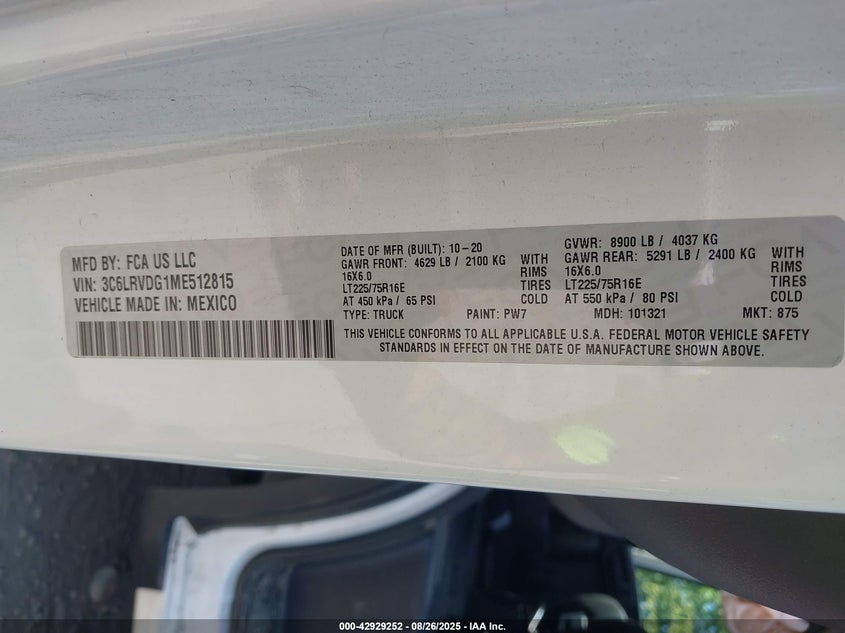 MFD BY: FCA US LLC
VIN: 3C6LRVDG1ME512815
VEHICLE MADE IN: MEXICO
DATE OF MFR (BUILT): 10-20
GAWR FRONT: 4629 LB / 2100 KG WITH
16X6.0 RIMS
LT225/75R16E TIRES
AT 450 kPa / 65 PSI COLD
TYPE: TRUCK PAINT: PW7
GVWR: 8900 LB / 4037 KG
GAWR REAR: 5291 LB / 2400 KG WITH
16X6.0 RIMS
LT225/75R16E TIRES
AT 550 kPa / 80 PSI COLD
MDH: 101321 MKT: 875
THIS VEHICLE CONFORMS TO ALL APPLICABLE U.S.A. FEDERAL MOTOR VEHICLE SAFETY
STANDARDS IN EFFECT ON THE DATE OF MANUFACTURE SHOWN ABOVE.
000-42929252 - 08/26/2025 - IAA Inc.